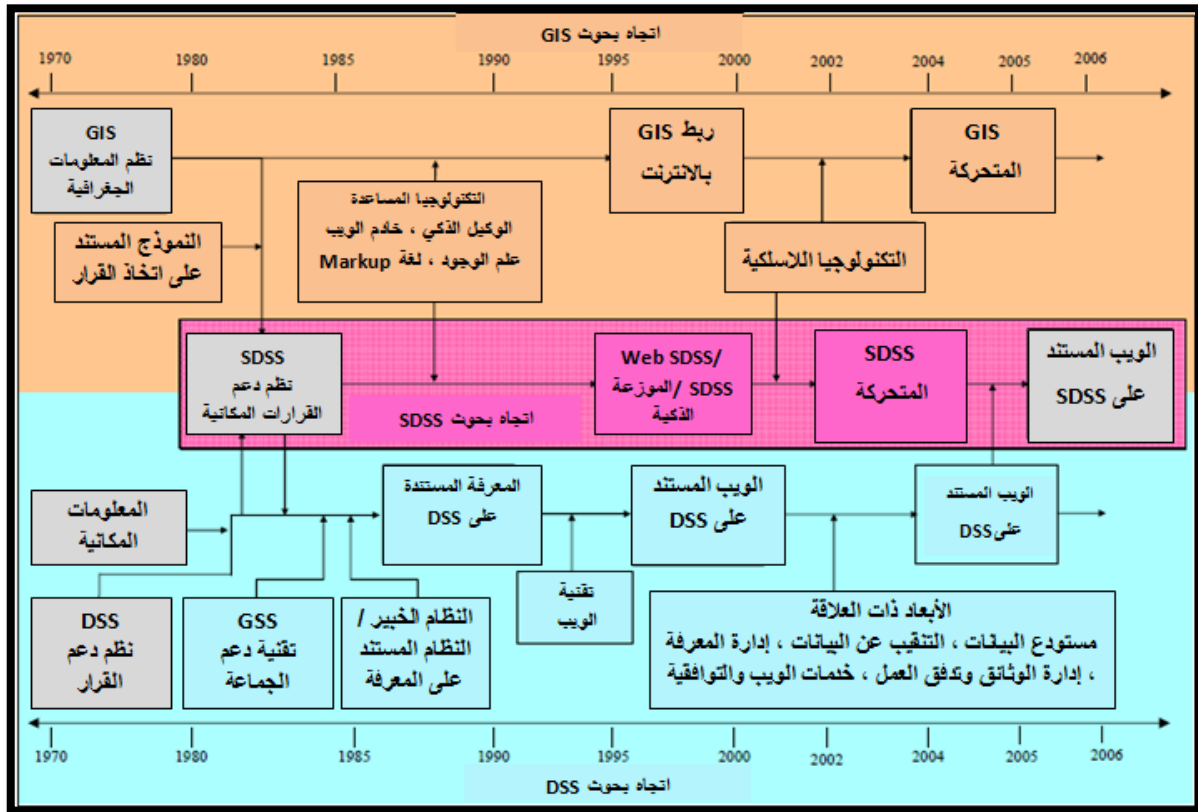 اتجاه بحوث GIS
1970 1980 1985 1990 1995 2000 2002 2004 2005 2006
GIS
نظم المعلومات
الجغرافية
ربط GIS
بالانترنت
GIS
المتحركة
النموذج المستند
على اتخاذ القرار
التكنولوجيا المساعدة
الوكيل الذكي ، خادم الويب
علم الوجود ، لغة Markup
التكنولوجيا اللاسلكية
SDSS
نظم دعم
القرارات المكانية
اتجاه بحوث SDSS
Web SDSS/
الموزعة/ SDSS
الذكية
SDSS
المتحركة
الويب المستند
على SDSS
المعلومات
المكانية
المعرفة المستندة
على DSS
الويب المستند
على DSS
الويب المستند
على DSS
تقنية
الويب
DSS
نظم دعم
القرار
GSS
تقنية دعم
الجماعة
النظام الخبير /
النظام المستند
على المعرفة
الأبعاد ذات العلاقة
مستودع البيانات ، التنقيب عن البيانات ، إدارة المعرفة
، إدارة الوثائق وتدفق العمل ، خدمات الويب والتوافقية
1970 1980 1985 1990 1995 2000 2002 2004 2005 2006
اتجاه بحوث DSS